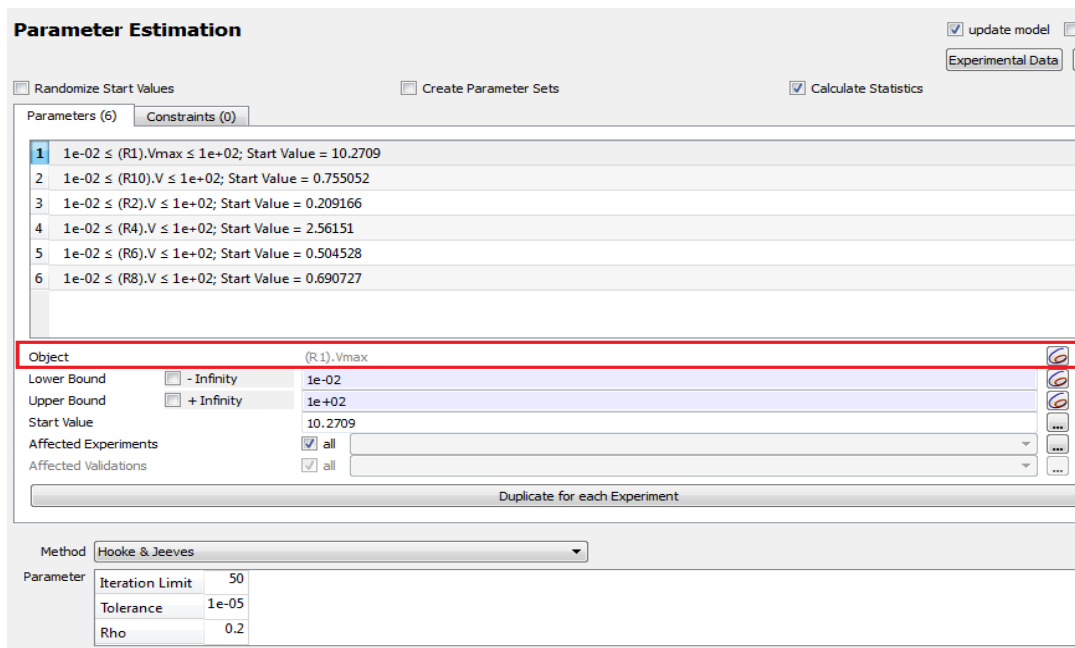 Parameter Estimation
update model
Experimental Data
Randomize Start Values Create Parameter Sets Calculate Statistics
Parameters (6) Constraints (0)
1 1e-02 ≤ (R1).Vmax ≤ 1e+02; Start Value = 10.2709
2 1e-02 ≤ (R10).V ≤ 1e+02; Start Value = 0.755052
3 1e-02 ≤ (R2).V ≤ 1e+02; Start Value = 0.209166
4 1e-02 ≤ (R4).V ≤ 1e+02; Start Value = 2.56151
5 1e-02 ≤ (R6).V ≤ 1e+02; Start Value = 0.504528
6 1e-02 ≤ (R8).V ≤ 1e+02; Start Value = 0.690727
Object (R1).Vmax
Lower Bound - Infinity 1e-02
Upper Bound + Infinity 1e+02
Start Value 10.2709 ...
Affected Experiments all ...
Affected Validations all ...
Duplicate for each Experiment
Method Hooke & Jeeves
Parameter Iteration Limit 50
Tolerance 1e-05
Rho 0.2